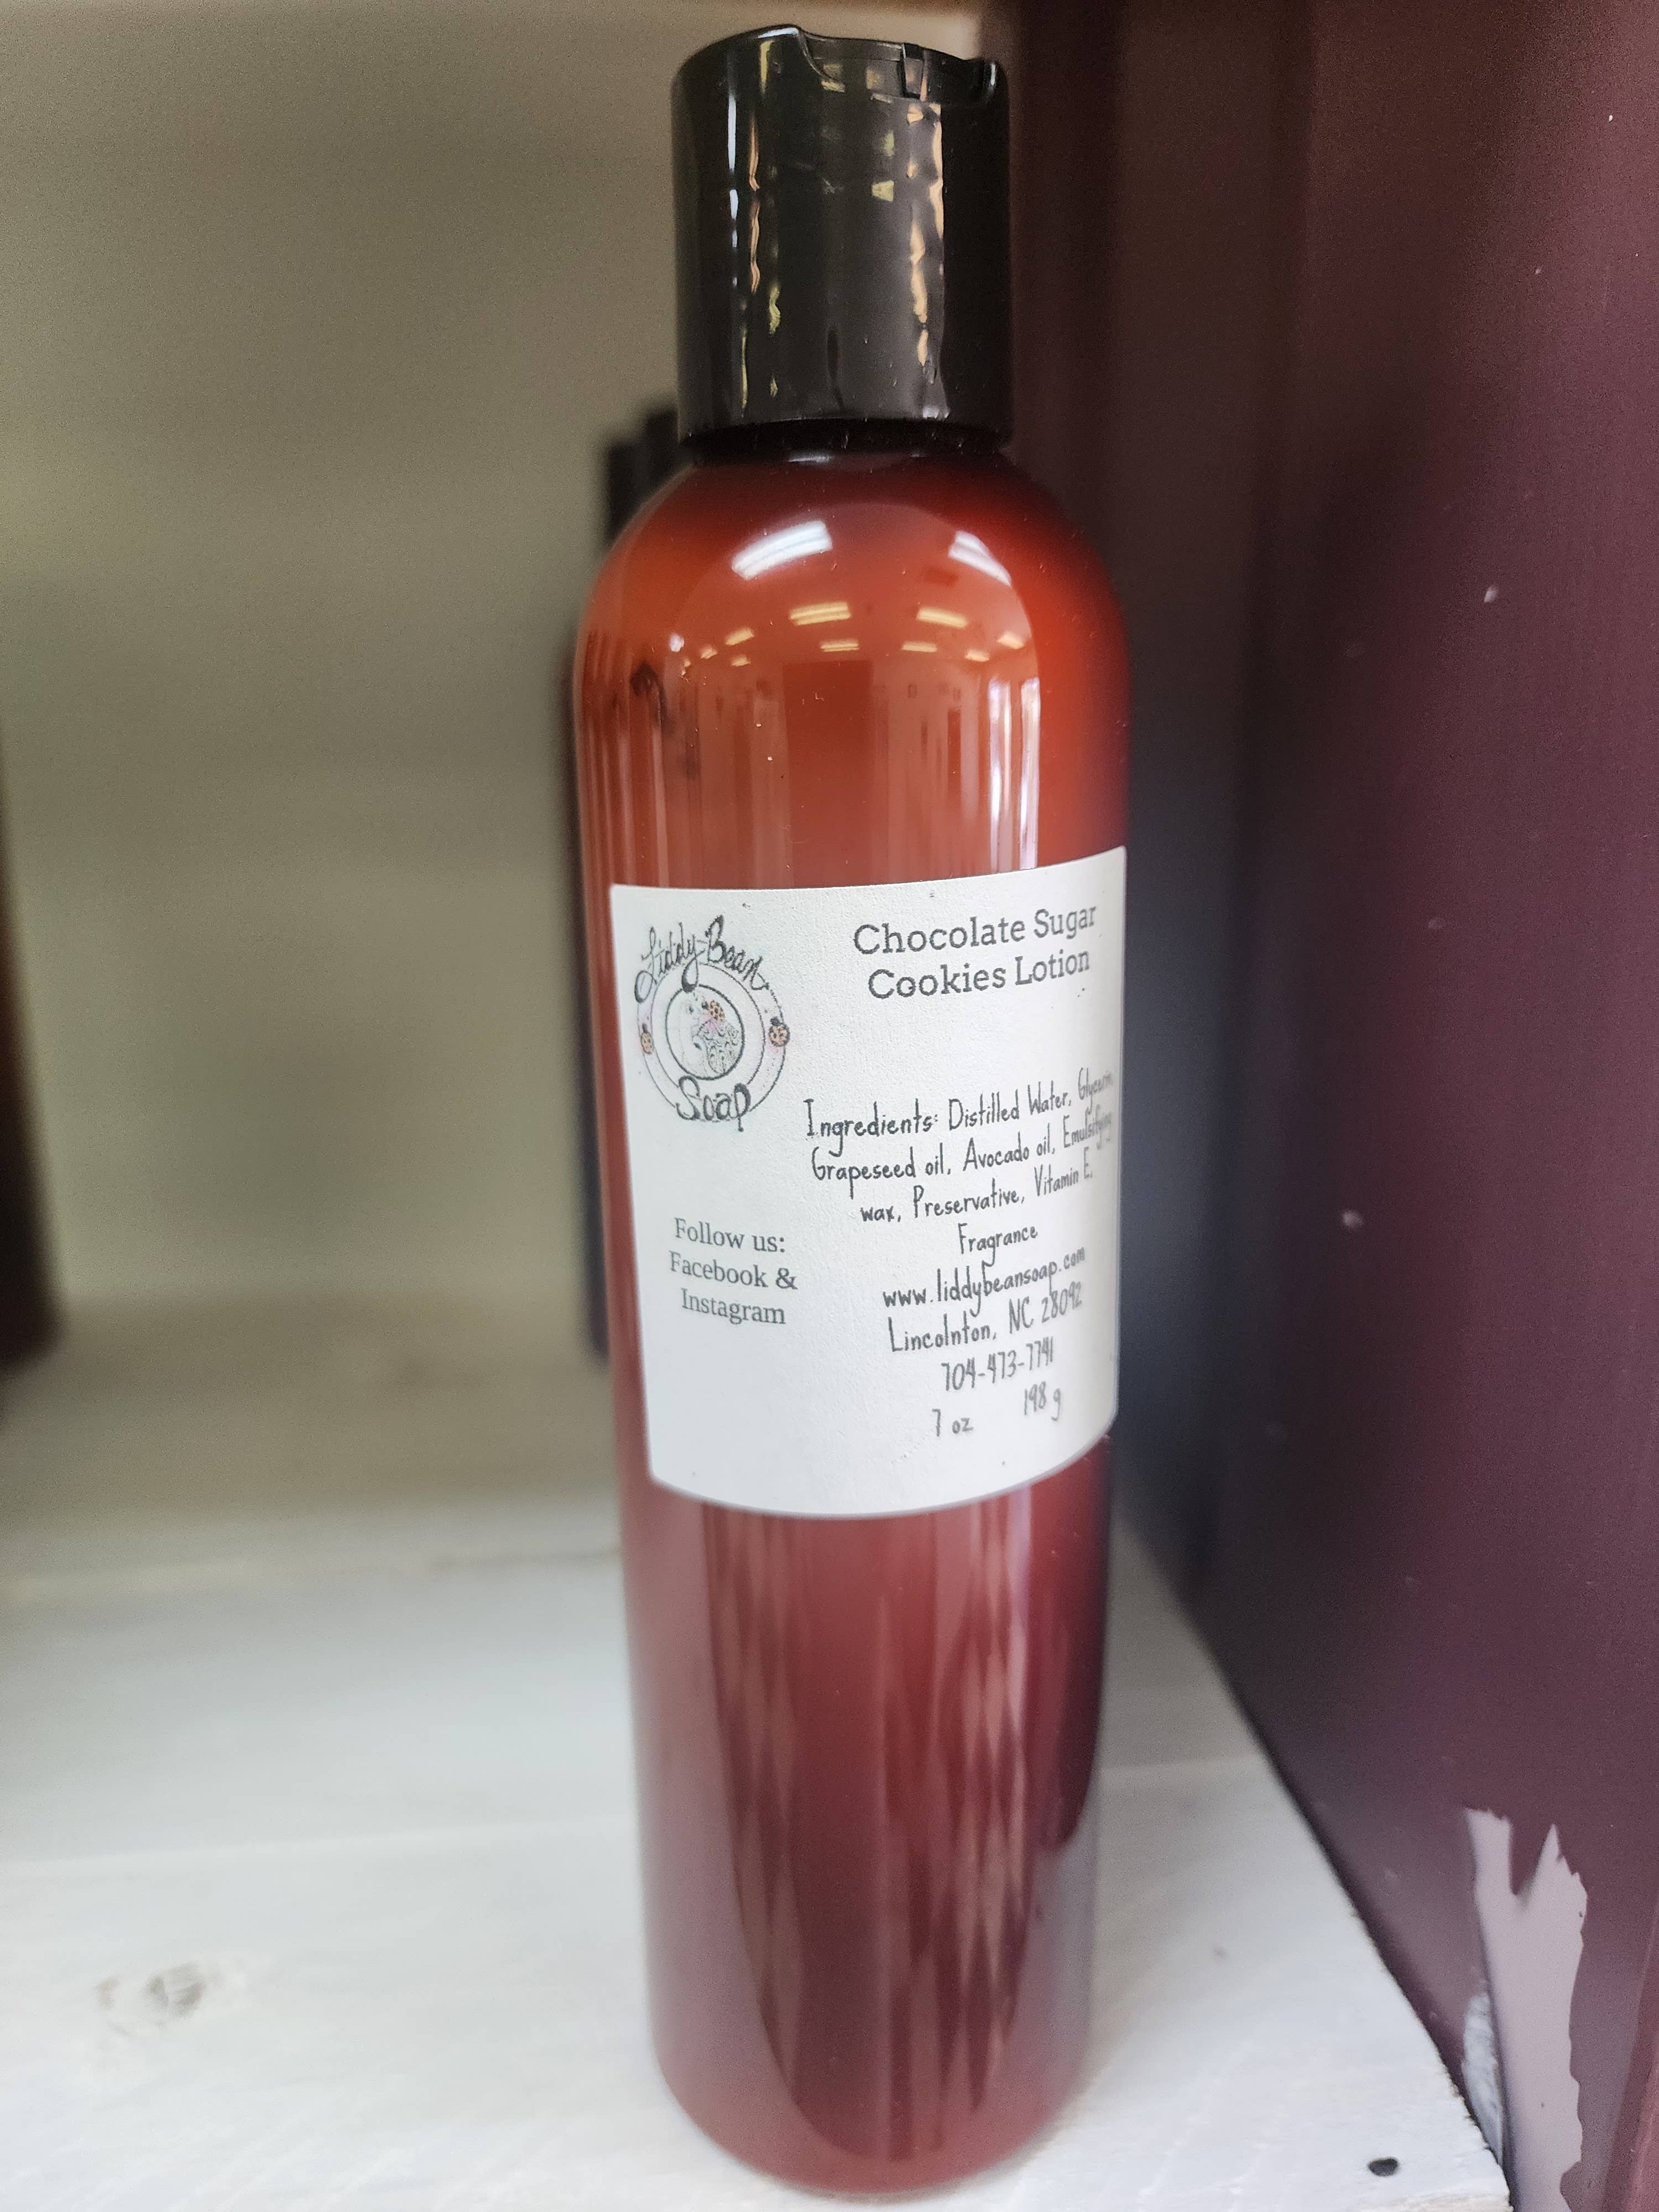 Liddy-Bean
Soap
Chocolate Sugar
Cookies Lotion
Ingredients: Distilled Water, Glycerin,
Grapeseed oil, Avocado oil, Emulsifying
wax, Preservative, Vitamin E,
Fragrance
www.liddybeansoap.com
Lincolnton, NC 28092
704-473-7741
7 oz 198 g
Follow us:
Facebook &
Instagram